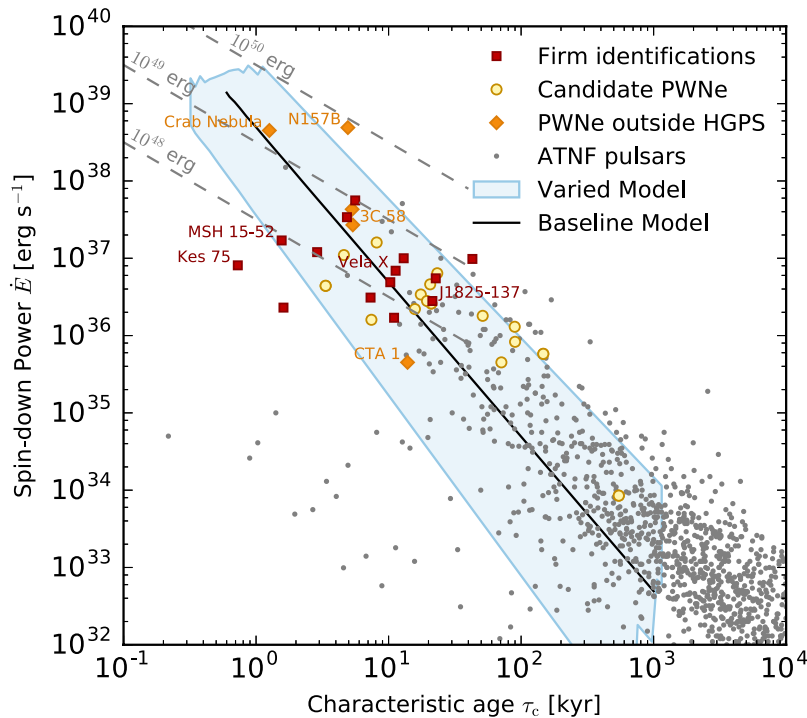 10^40
10^39
10^38
10^37
10^36
10^35
10^34
10^33
10^32
Spin-down Power Ė [erg s⁻¹]
10^50 erg
10^49 erg
10^48 erg
Firm identifications
Candidate PWNe
PWNe outside HGPS
ATNF pulsars
Varied Model
Baseline Model
Crab Nebula
N157B
3C 58
MSH 15-52
Kes 75
Vela X
J1825-137
CTA 1
10^-1
10^0
10^1
10^2
10^3
10^4
Characteristic age τc [kyr]